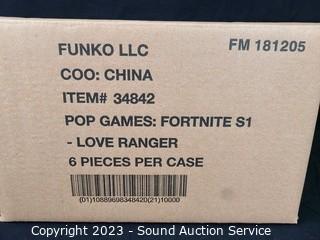 FUNKO LLC
FM 181205
COO: CHINA
ITEM# 34842
POP GAMES: FORTNITE S1
- LOVE RANGER
6 PIECES PER CASE
(01)10889698348420(21)10000
Copyright 2023 - Sound Auction Service